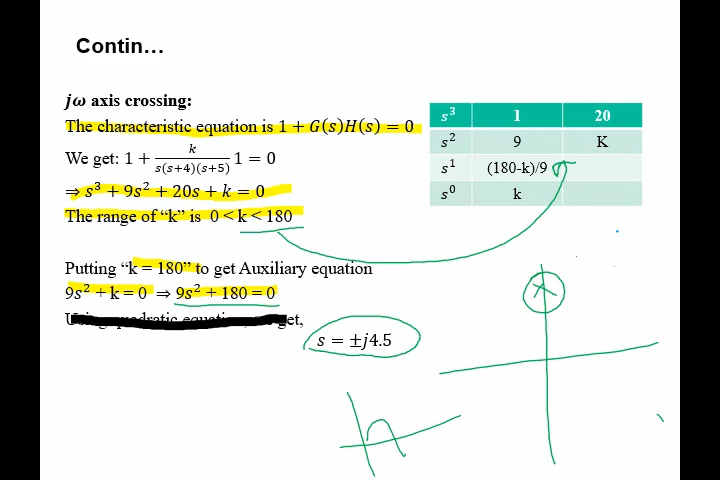 Contin…
jω axis crossing:
The characteristic equation is 1 + G(s)H(s) = 0
We get: 1 + k/(s(s+4)(s+5)) 1 = 0
⇒ s³ + 9s² + 20s + k = 0
The range of “k” is 0 < k < 180
Putting “k = 180” to get Auxiliary equation
9s² + k = 0 ⇒ 9s² + 180 = 0
get,
s = ±j4.5
s³ 1 20
s² 9 K
s¹ (180-k)/9
s⁰ k